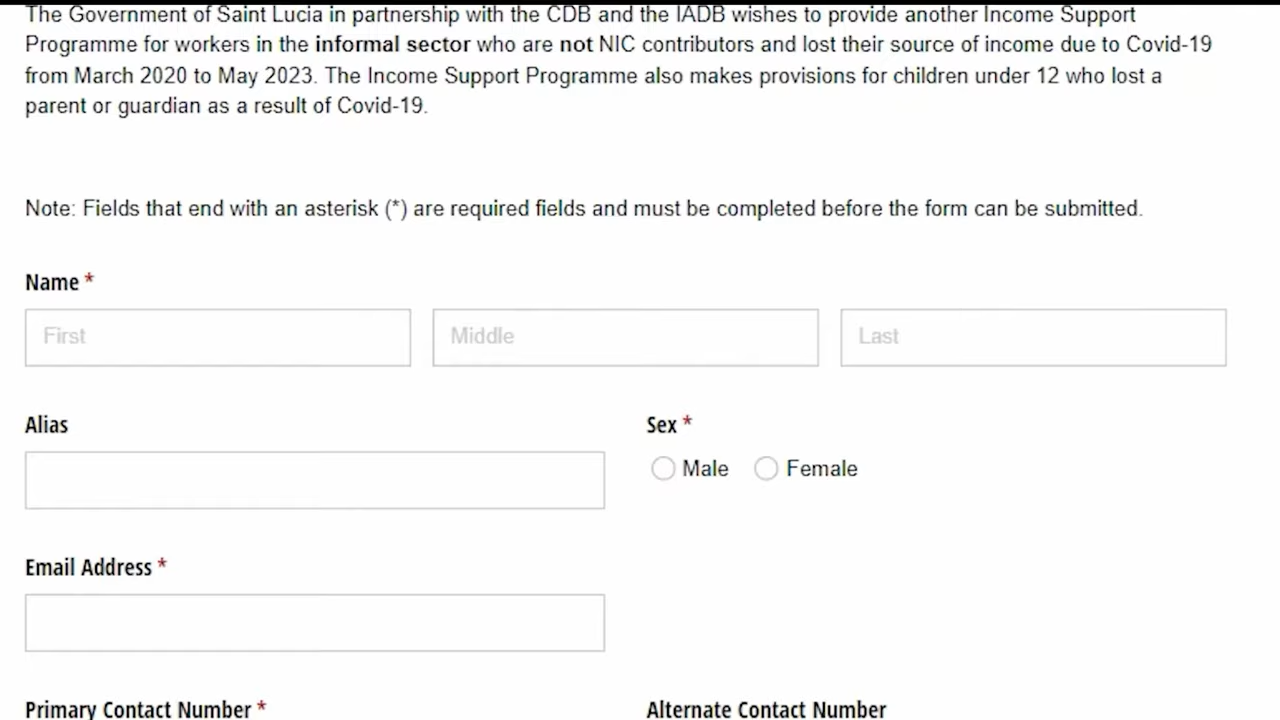 The Government of Saint Lucia in partnership with the CDB and the IADB wishes to provide another Income Support
Programme for workers in the informal sector who are not NIC contributors and lost their source of income due to Covid-19
from March 2020 to May 2023. The Income Support Programme also makes provisions for children under 12 who lost a
parent or guardian as a result of Covid-19.
Note: Fields that end with an asterisk (*) are required fields and must be completed before the form can be submitted.
Name *
First Middle Last
Alias Sex *
Male Female
Email Address *
Primary Contact Number * Alternate Contact Number